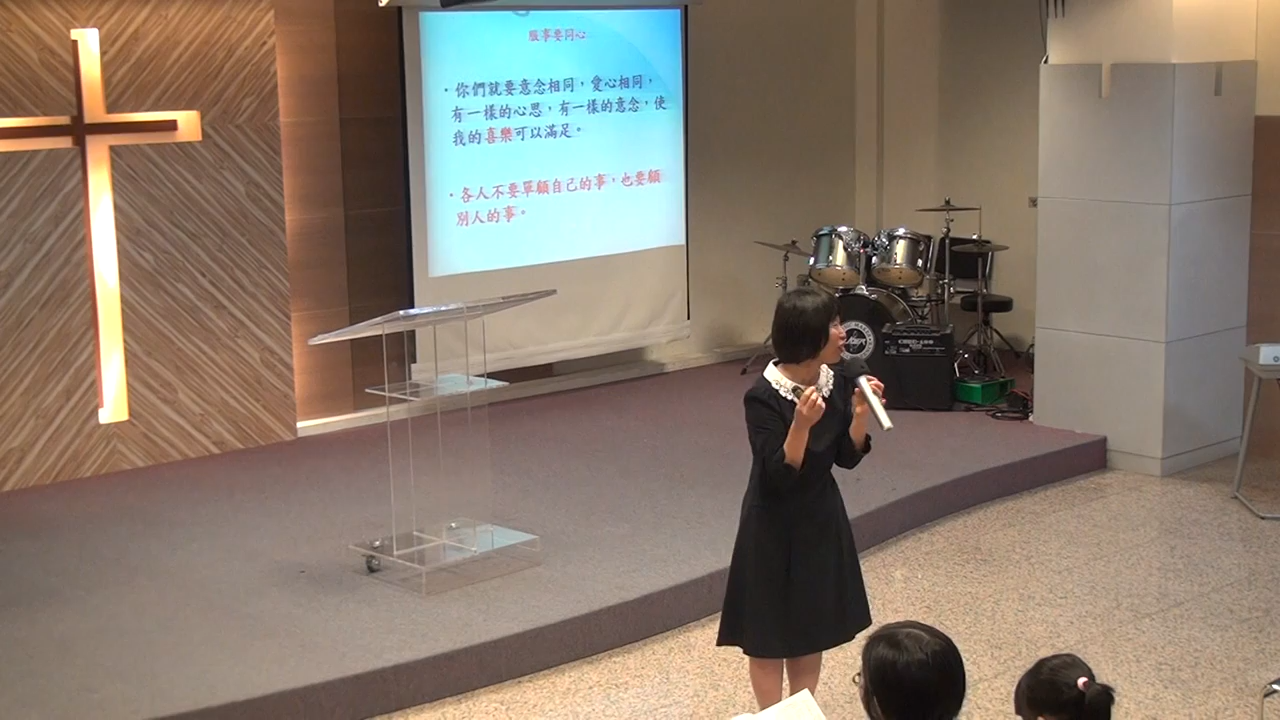 服事要同心
·你們就要意念相同，愛心相同，
有一樣的心思，有一樣的意念，使
我的喜樂可以滿足。
·各人不要單顧自己的事，也要顧
別人的事。